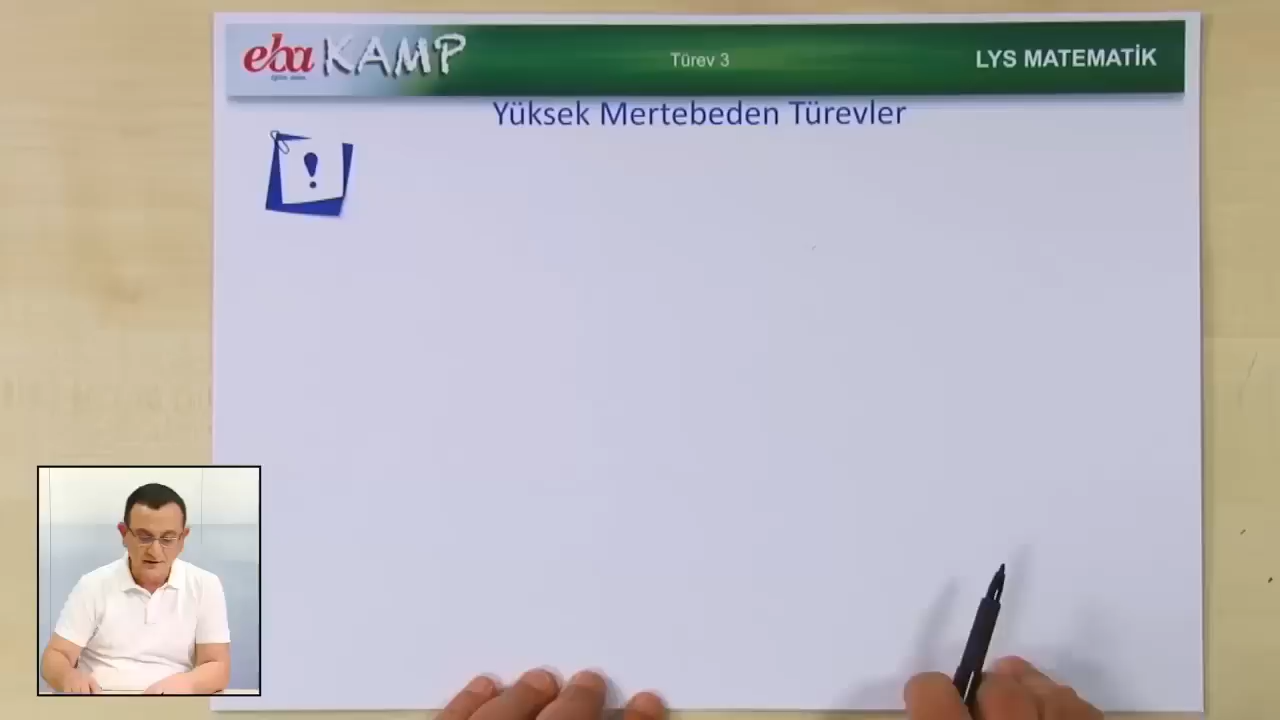 eba KAMP
Türev 3
LYS MATEMATİK
Yüksek Mertebeden Türevler
!